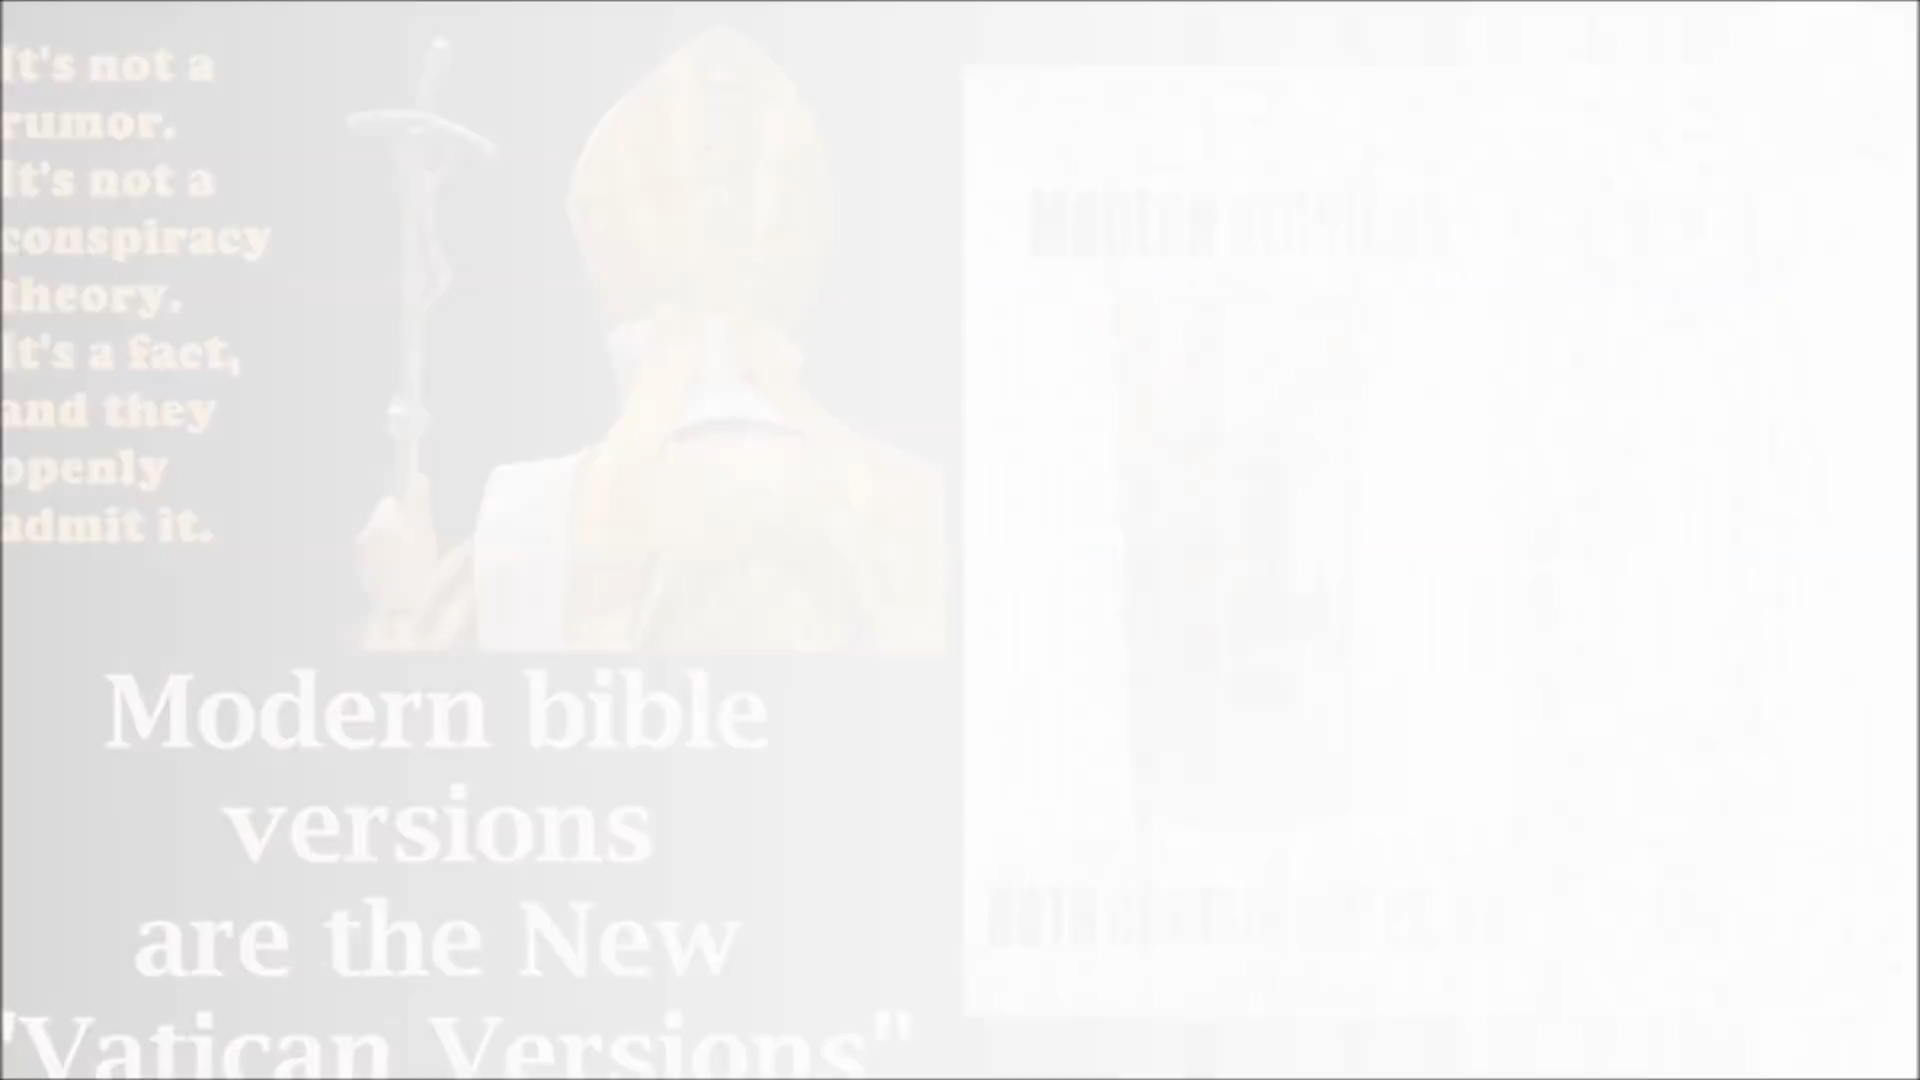 It's not a
rumor.
It's not a
conspiracy
theory.
It's a fact,
and they
openly
admit it.
Modern bible
versions
are the New
"Vatican Versions"
MODERN